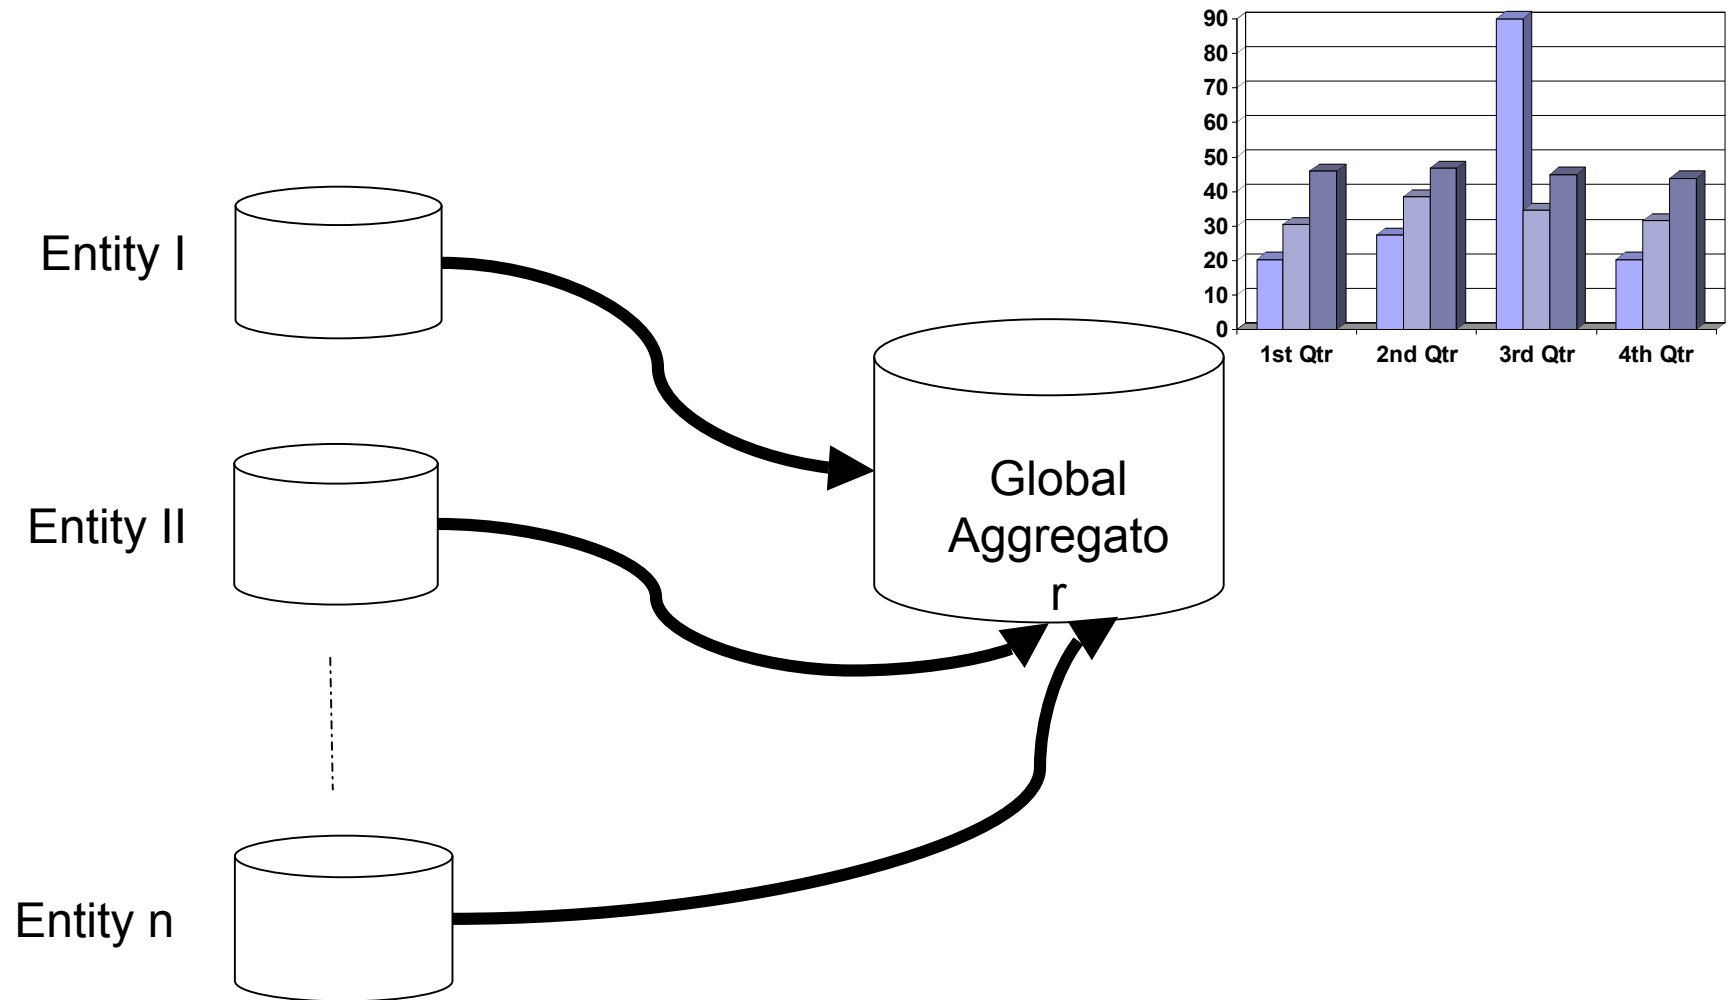 90
80
70
60
50
40
30
20
10
0
1st Qtr 2nd Qtr 3rd Qtr 4th Qtr
Entity I
Entity II
Global
Aggregato
r
Entity n